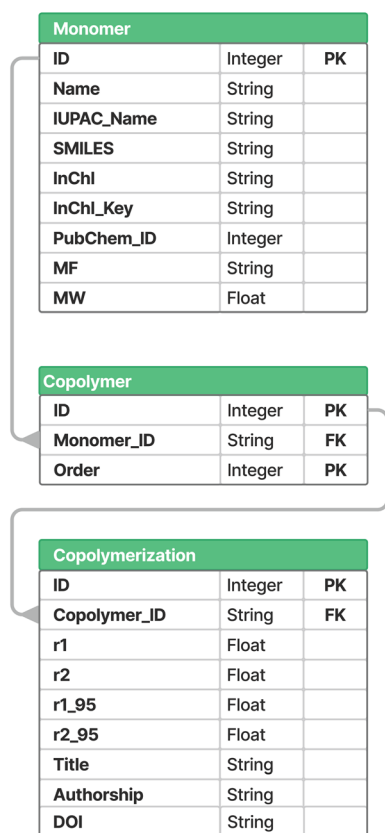 Monomer
ID Integer PK
Name String
IUPAC_Name String
SMILES String
InChI String
InChI_Key String
PubChem_ID Integer
MF String
MW Float
Copolymer
ID Integer PK
Monomer_ID String FK
Order Integer PK
Copolymerization
ID Integer PK
Copolymer_ID String FK
r1 Float
r2 Float
r1_95 Float
r2_95 Float
Title String
Authorship String
DOI String